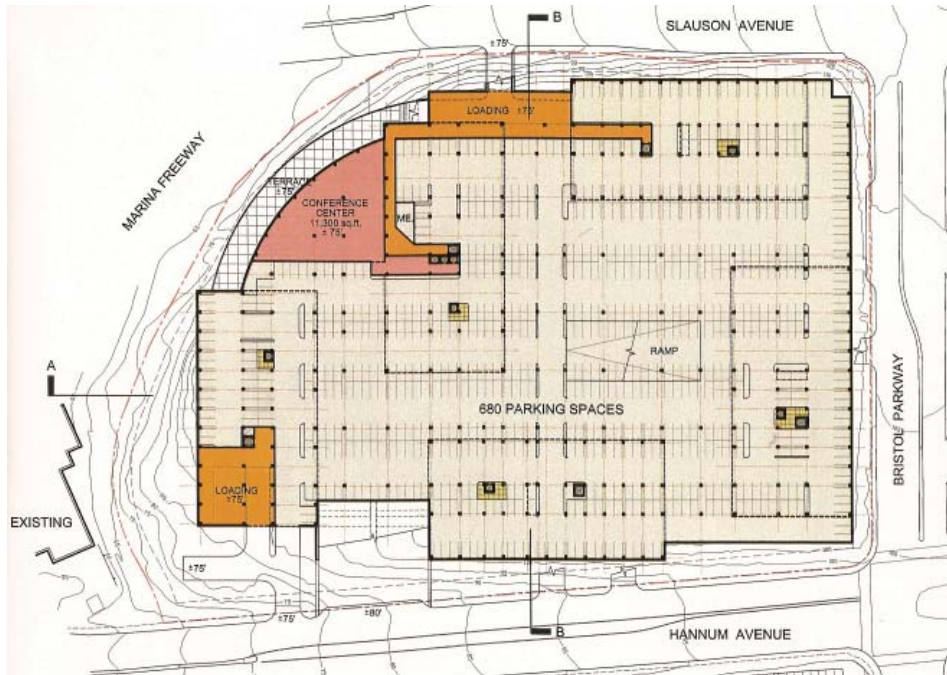 B
SLAUSON AVENUE
±75'
LOADING ±75'
MARINA FREEWAY
TERRACE
±75'
CONFERENCE
CENTER
11,300 sq.ft.
± 75'
ME.
RAMP
A
680 PARKING SPACES
BRISTOL PARKWAY
LOADING
±75'
EXISTING
±75'
±75'
±80'
B
HANNUM AVENUE